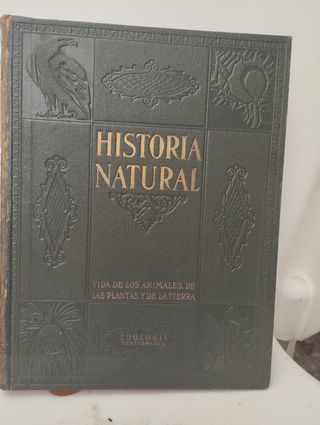 HISTORIA
NATURAL
VIDA DE LOS ANIMALES, DE
LAS PLANTAS Y DE LA TIERRA
ZOOLOGIA